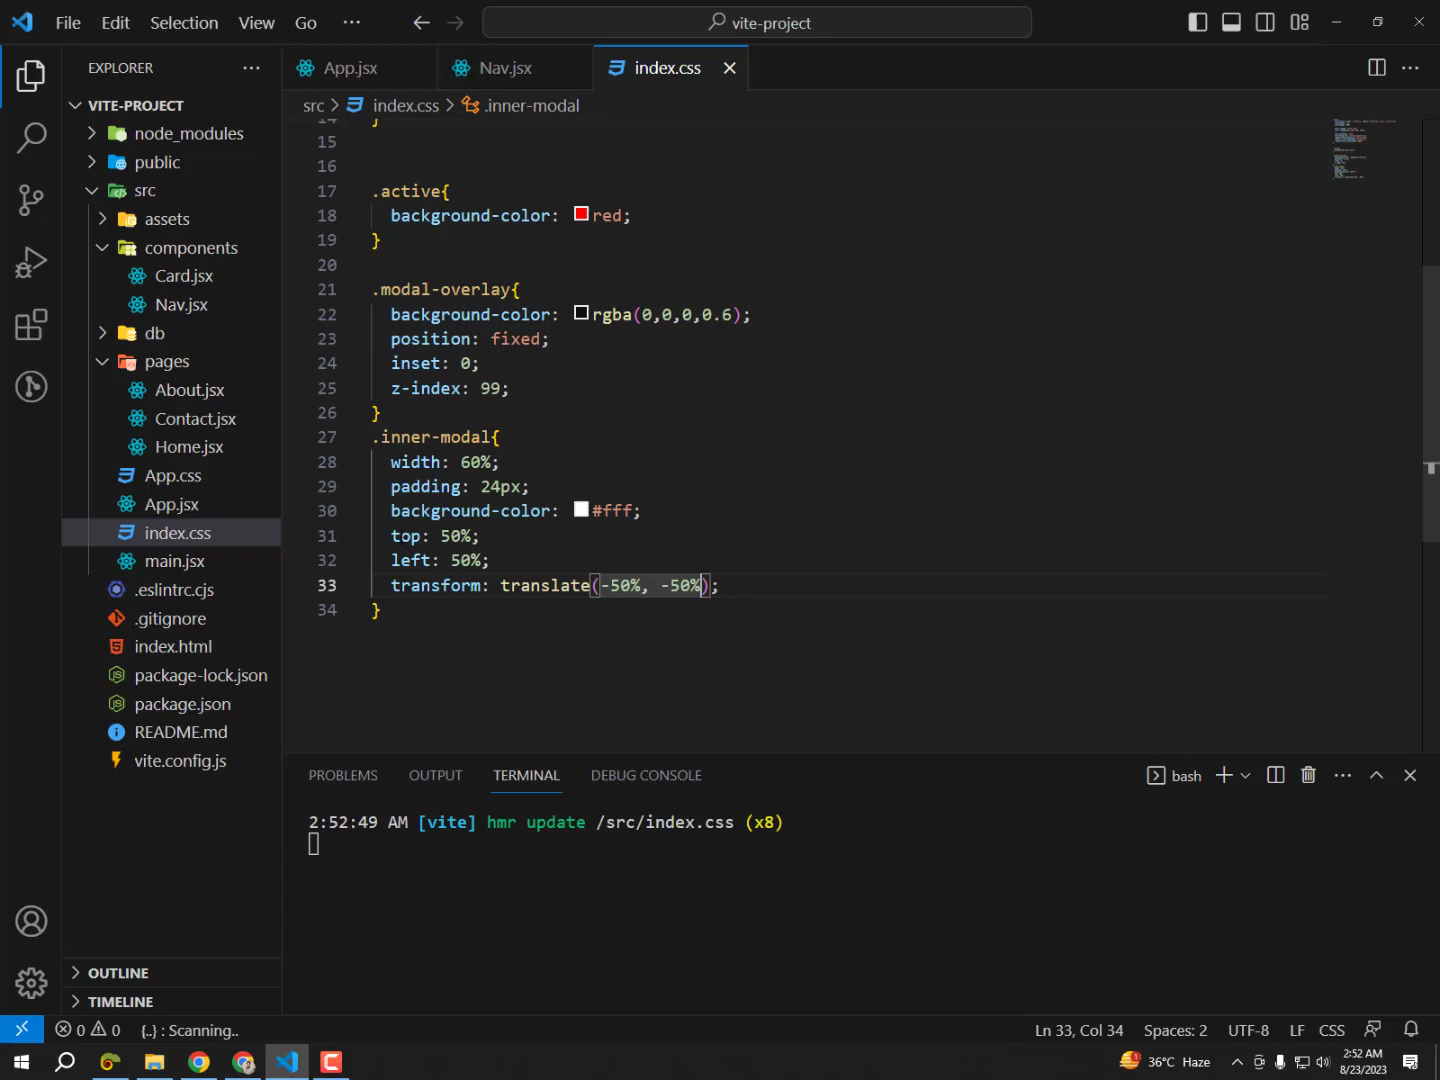 File Edit Selection View Go ···
vite-project
EXPLORER
VITE-PROJECT
node_modules
public
src
assets
components
Card.jsx
Nav.jsx
db
pages
About.jsx
Contact.jsx
Home.jsx
App.css
App.jsx
index.css
main.jsx
.eslintrc.cjs
.gitignore
index.html
package-lock.json
package.json
README.md
vite.config.js
OUTLINE
TIMELINE
App.jsx Nav.jsx index.css
src > index.css > .inner-modal
14 }
15
16
17 .active{
18 background-color: red;
19 }
20
21 .modal-overlay{
22 background-color: rgba(0,0,0,0.6);
23 position: fixed;
24 inset: 0;
25 z-index: 99;
26 }
27 .inner-modal{
28 width: 60%;
29 padding: 24px;
30 background-color: #fff;
31 top: 50%;
32 left: 50%;
33 transform: translate(-50%, -50%);
34 }
PROBLEMS OUTPUT TERMINAL DEBUG CONSOLE
bash
2:52:49 AM [vite] hmr update /src/index.css (x8)
0 0 {..} : Scanning.. Ln 33, Col 34 Spaces: 2 UTF-8 LF CSS
1 36°C Haze 2:52 AM
8/23/2023